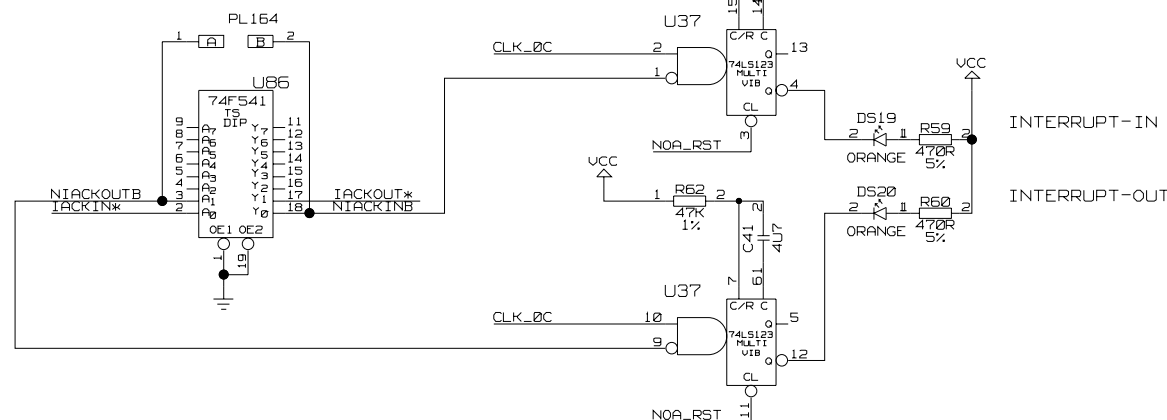 PL164
1 A B 2
U86
74F541
TS
DIP
9 A7 Y7 11
8 A6 Y6 12
7 A5 Y5 13
6 A4 Y4 14
5 A3 Y3 15
4 A2 Y2 16
NIACKOUTB 3 A1 Y1 17 IACKOUT*
IACKIN* 2 A0 Y0 18 NIACKINB
OE1 OE2
1 19
15 14
U37
C/R C
CLK_0C 2 Q 13
74LS123
MULTI
VIB
1 Q 4
CL
3
NOA_RST
VCC
DS19
2 1 R59 2
ORANGE 470R
5%
INTERRUPT-IN
VCC
1 R62 2
47K
1%
C41 2 4U7
7 61
DS20
2 1 R60 2
ORANGE 470R
5%
INTERRUPT-OUT
U37
C/R C
CLK_0C 10 Q 5
74LS123
MULTI
VIB
9 Q 12
CL
11
NOA_RST